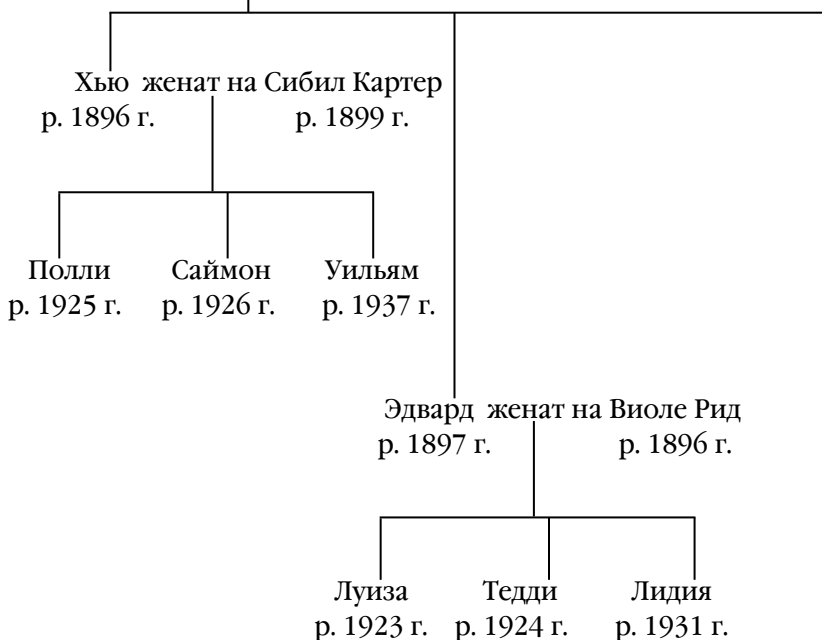 Хью женат на Сибил Картер
р. 1896 г. р. 1899 г.
Полли Саймон Уильям
р. 1925 г. р. 1926 г. р. 1937 г.
Эдвард женат на Виоле Рид
р. 1897 г. р. 1896 г.
Луиза Тедди Лидия
р. 1923 г. р. 1924 г. р. 1931 г.